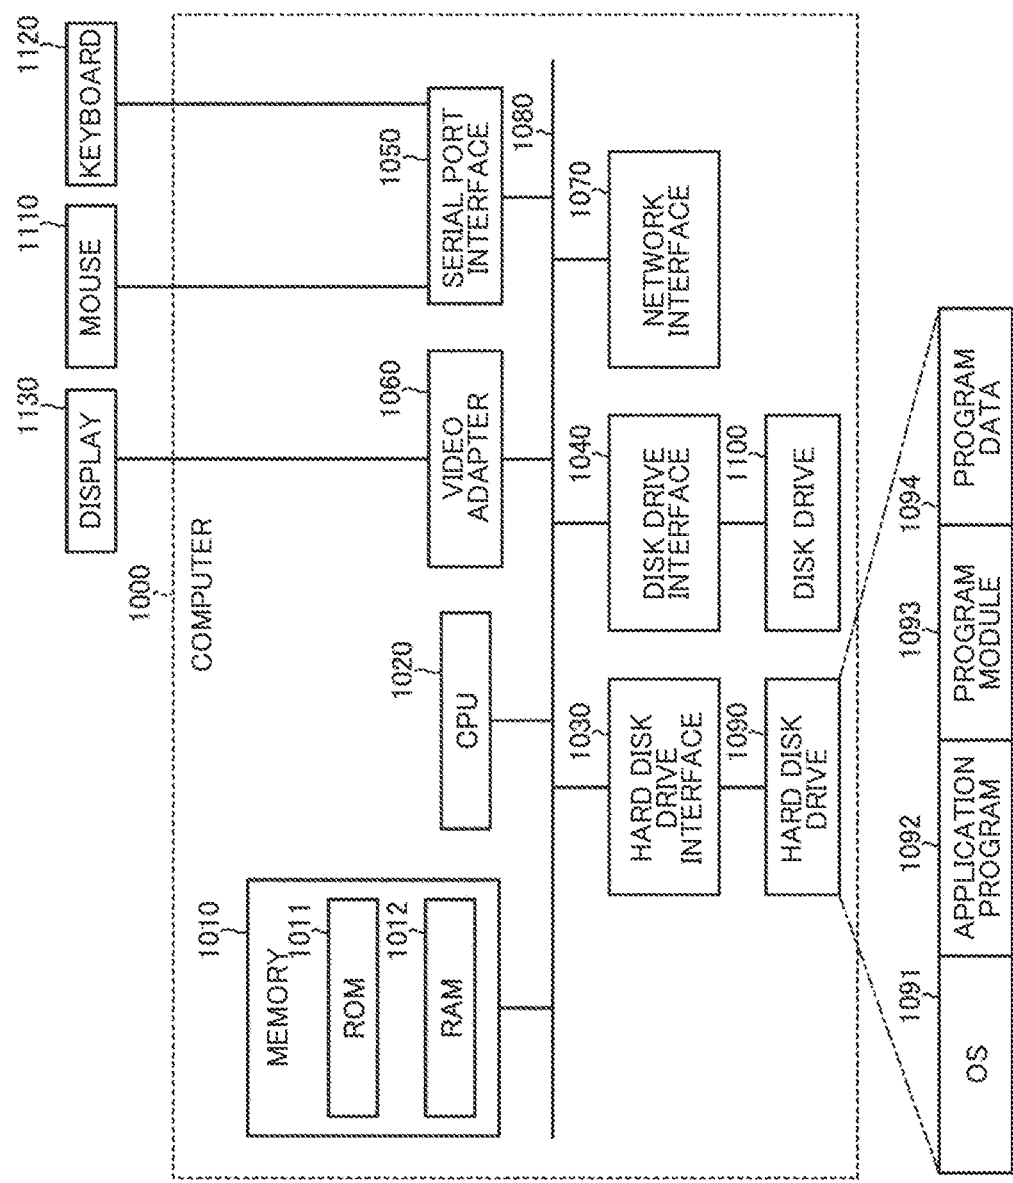 1000
COMPUTER
1010
MEMORY
1011
ROM
1012
RAM
1020
CPU
1060
VIDEO
ADAPTER
1050
SERIAL PORT
INTERFACE
1130
DISPLAY
1110
MOUSE
1120
KEYBOARD
1080
1030
HARD DISK
DRIVE
INTERFACE
1040
DISK DRIVE
INTERFACE
1070
NETWORK
INTERFACE
1090
HARD DISK
DRIVE
1100
DISK DRIVE
1091
OS
1092
APPLICATION
PROGRAM
1093
PROGRAM
MODULE
1094
PROGRAM
DATA